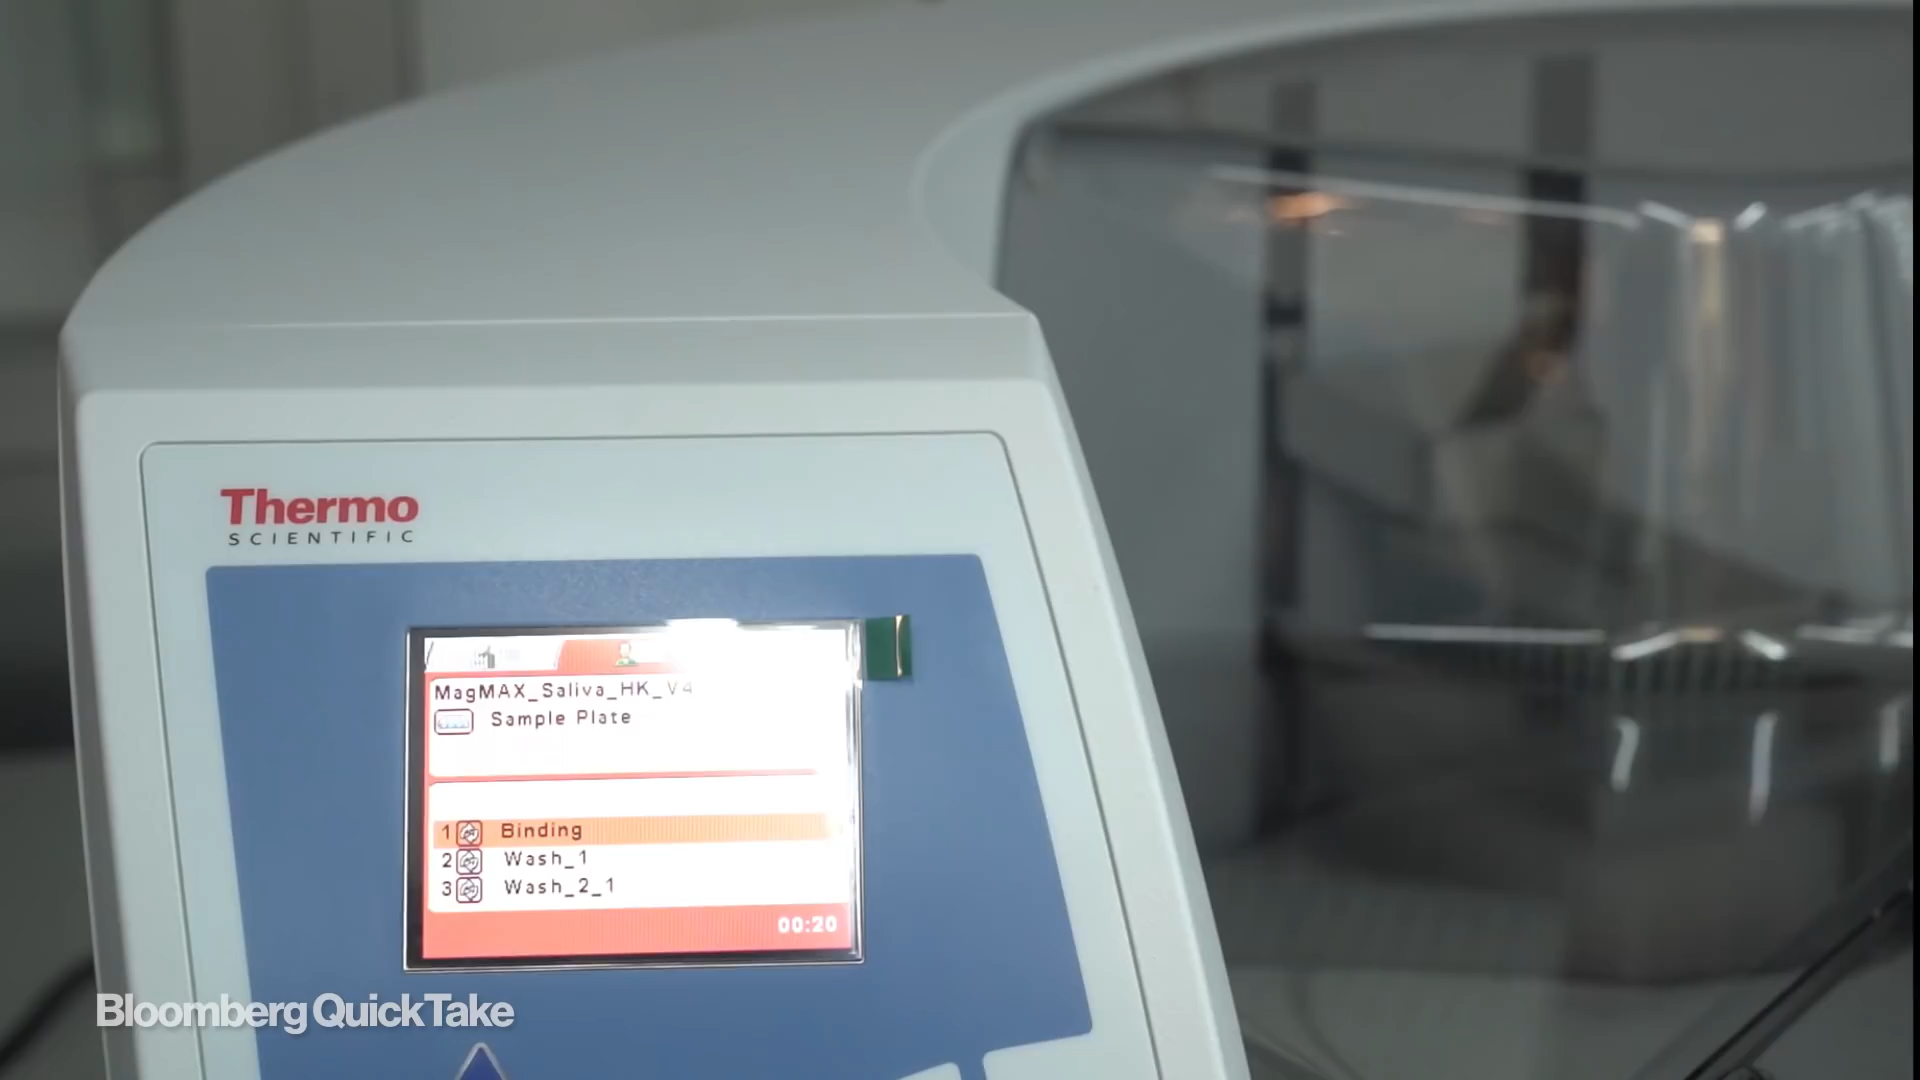 Thermo
SCIENTIFIC
MagMAX_Saliva_HK_V4
Sample Plate
1 Binding
2 Wash_1
3 Wash_2_1
00:20
Bloomberg QuickTake